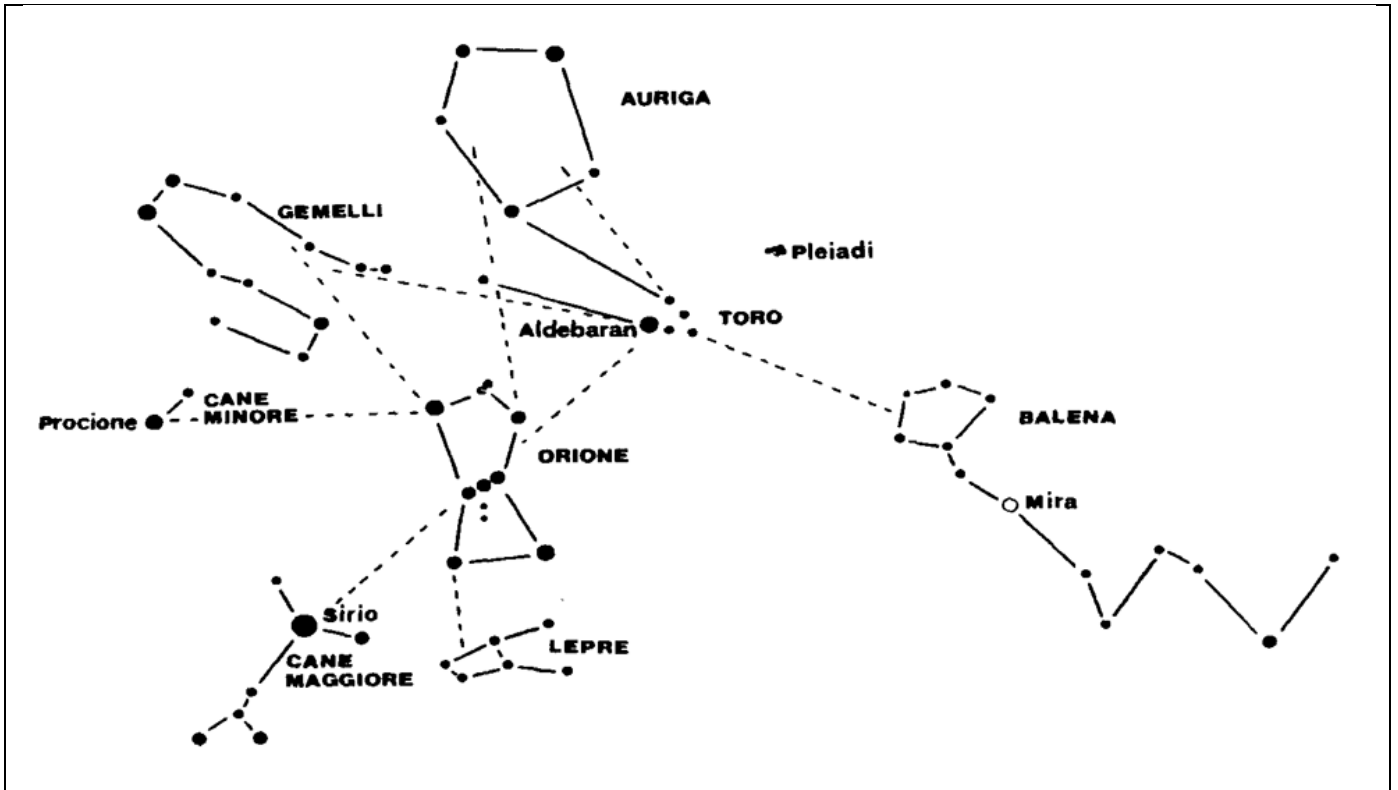 AURIGA
GEMELLI
Pleiadi
TORO
Aldebaran
CANE
MINORE
Procione
BALENA
ORIONE
Mira
Sirio
LEPRE
CANE
MAGGIORE